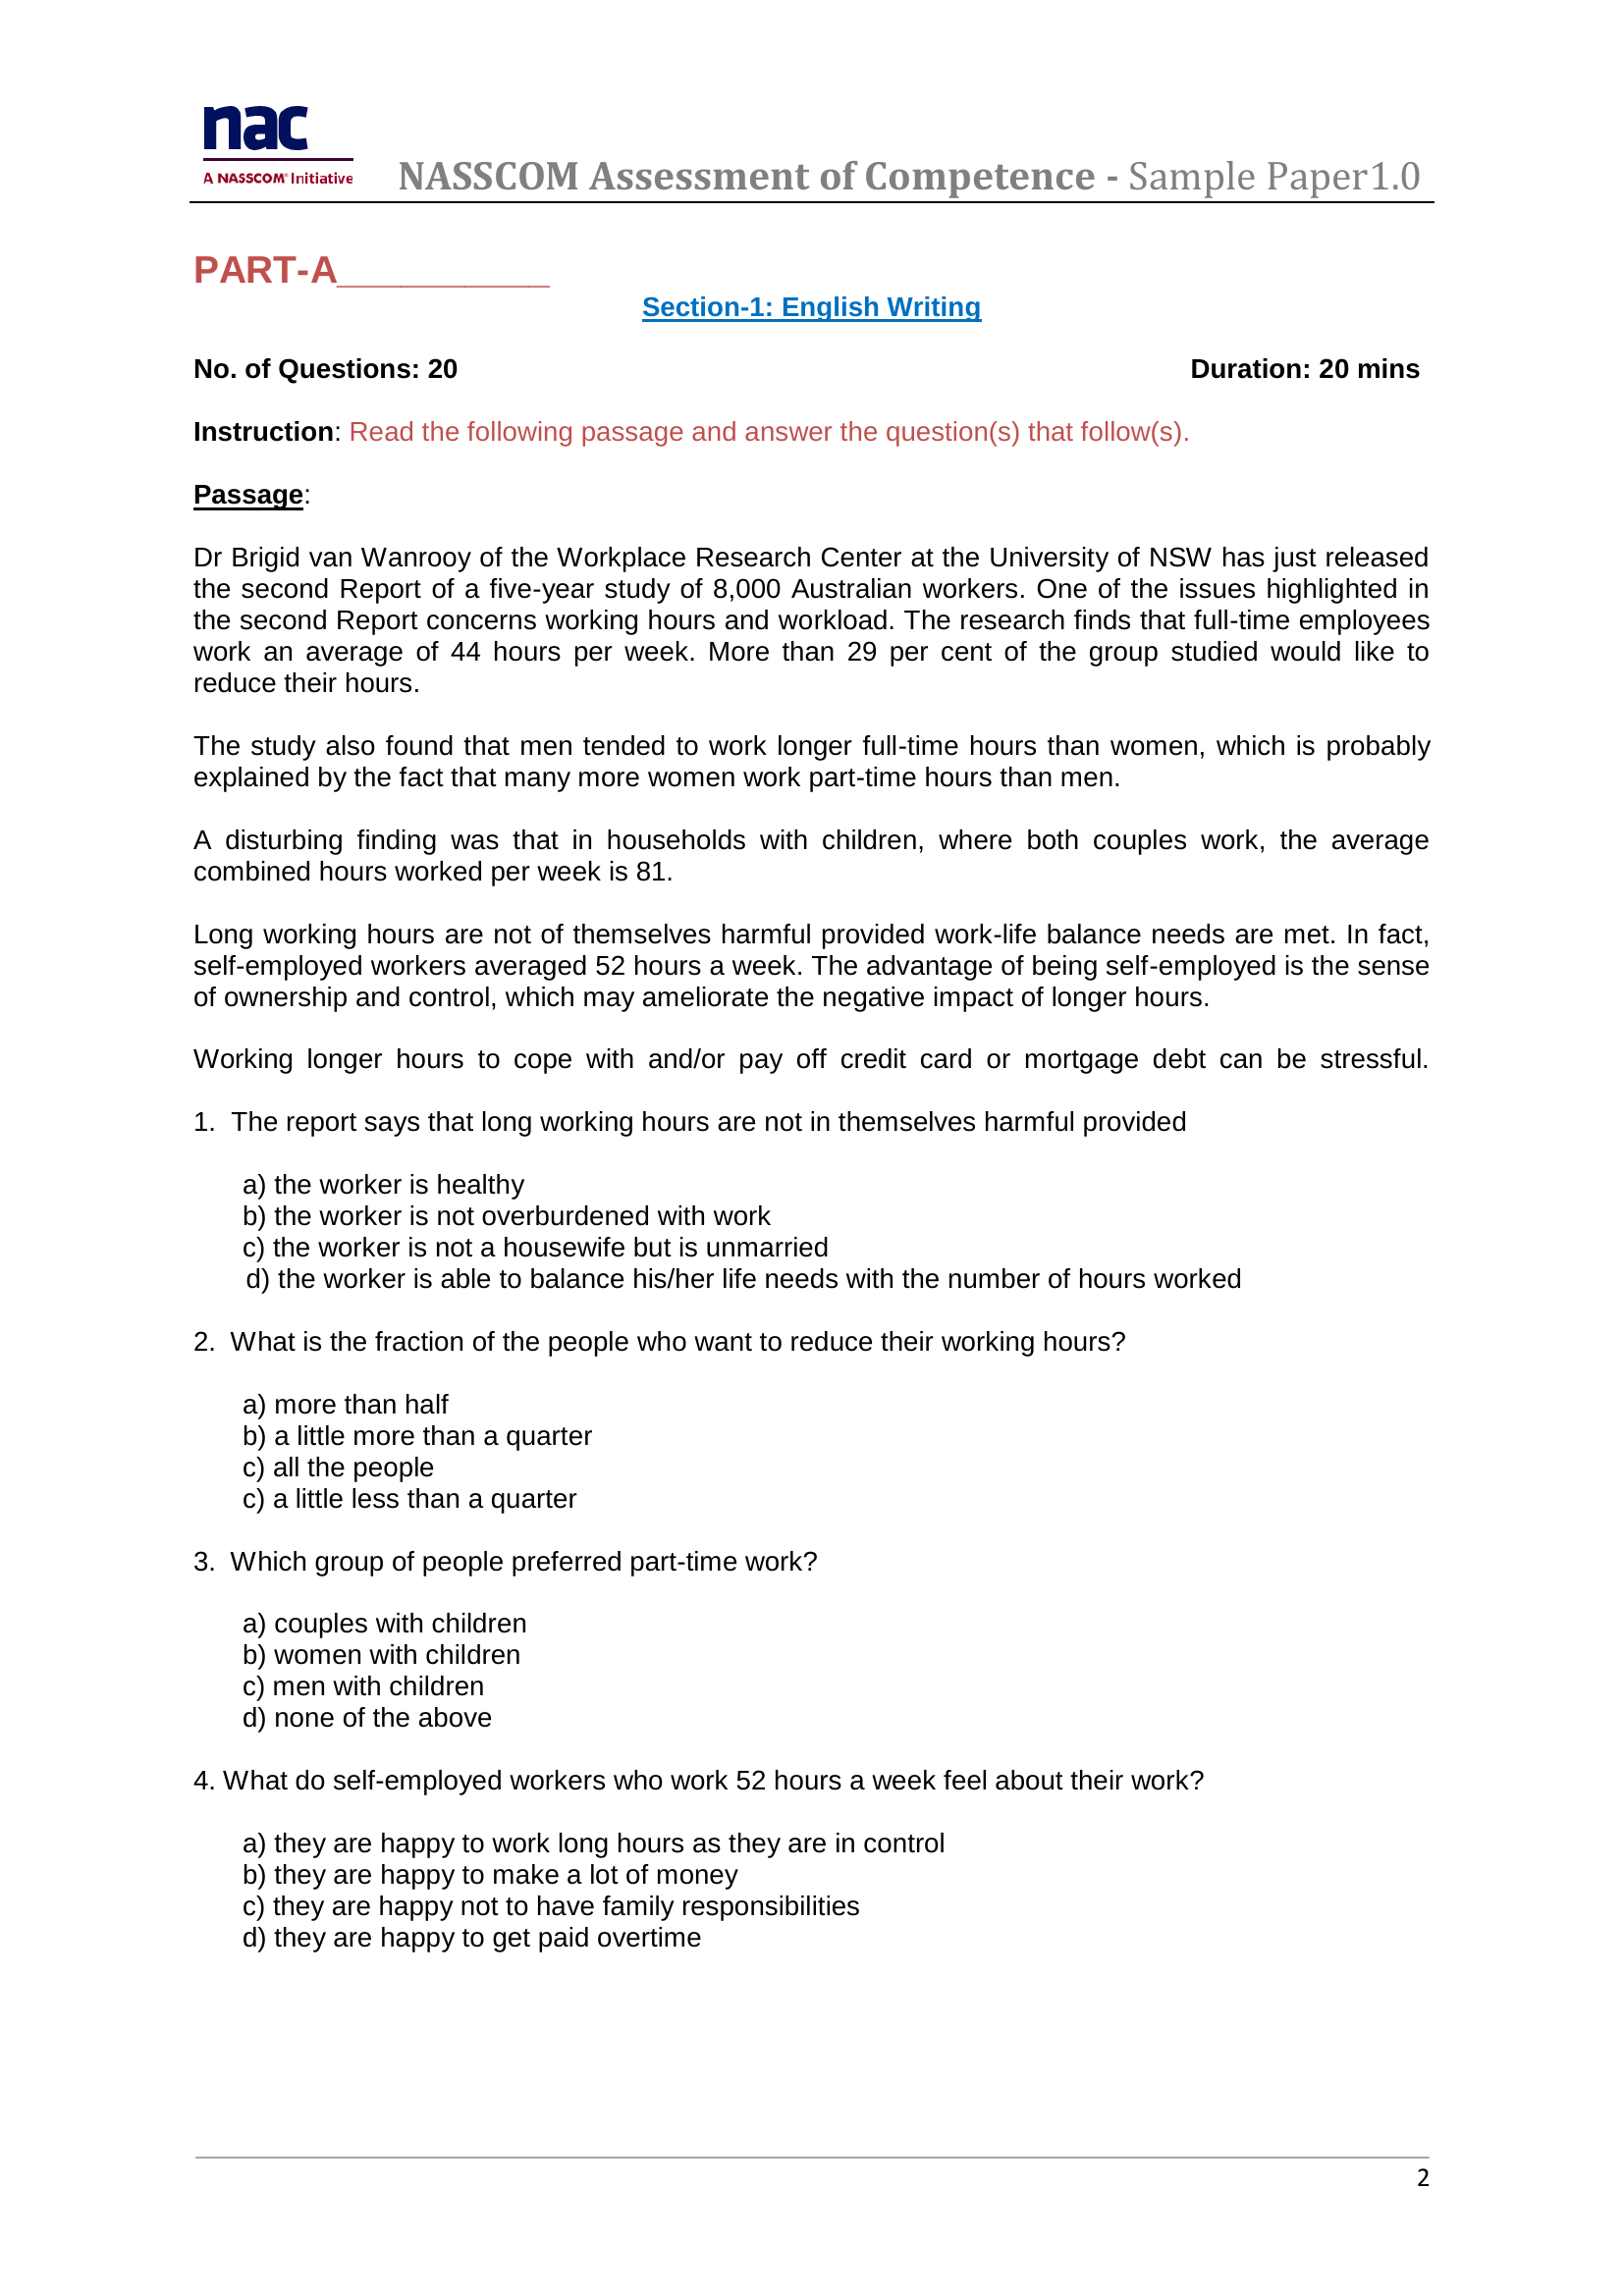 nac
A NASSCOM® Initiative
NASSCOM Assessment of Competence - Sample Paper1.0
PART-A__________
Section-1: English Writing
No. of Questions: 20 Duration: 20 mins
Instruction: Read the following passage and answer the question(s) that follow(s).
Passage:
Dr Brigid van Wanrooy of the Workplace Research Center at the University of NSW has just released
the second Report of a five-year study of 8,000 Australian workers. One of the issues highlighted in
the second Report concerns working hours and workload. The research finds that full-time employees
work an average of 44 hours per week. More than 29 per cent of the group studied would like to
reduce their hours.
The study also found that men tended to work longer full-time hours than women, which is probably
explained by the fact that many more women work part-time hours than men.
A disturbing finding was that in households with children, where both couples work, the average
combined hours worked per week is 81.
Long working hours are not of themselves harmful provided work-life balance needs are met. In fact,
self-employed workers averaged 52 hours a week. The advantage of being self-employed is the sense
of ownership and control, which may ameliorate the negative impact of longer hours.
Working longer hours to cope with and/or pay off credit card or mortgage debt can be stressful.
1. The report says that long working hours are not in themselves harmful provided
a) the worker is healthy
b) the worker is not overburdened with work
c) the worker is not a housewife but is unmarried
d) the worker is able to balance his/her life needs with the number of hours worked
2. What is the fraction of the people who want to reduce their working hours?
a) more than half
b) a little more than a quarter
c) all the people
c) a little less than a quarter
3. Which group of people preferred part-time work?
a) couples with children
b) women with children
c) men with children
d) none of the above
4. What do self-employed workers who work 52 hours a week feel about their work?
a) they are happy to work long hours as they are in control
b) they are happy to make a lot of money
c) they are happy not to have family responsibilities
d) they are happy to get paid overtime
2